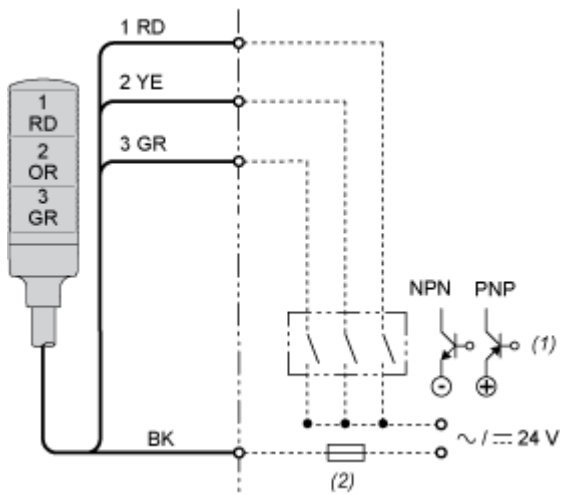 1 RD
2 YE
3 GR
1
RD
2
OR
3
GR
NPN PNP
(1)
BK
~ / ⎓ 24 V
(2)